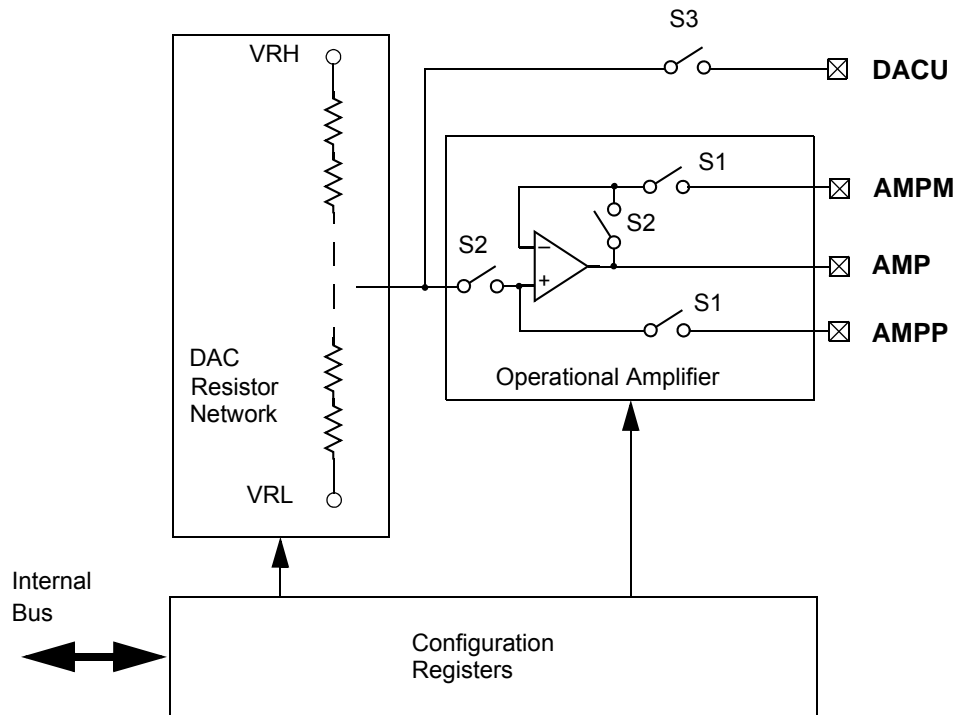 S3
VRH
DACU
S1
AMPM
S2
S2
−
+
AMP
S1
AMPP
DAC
Resistor
Network
Operational Amplifier
VRL
Internal
Bus
Configuration
Registers